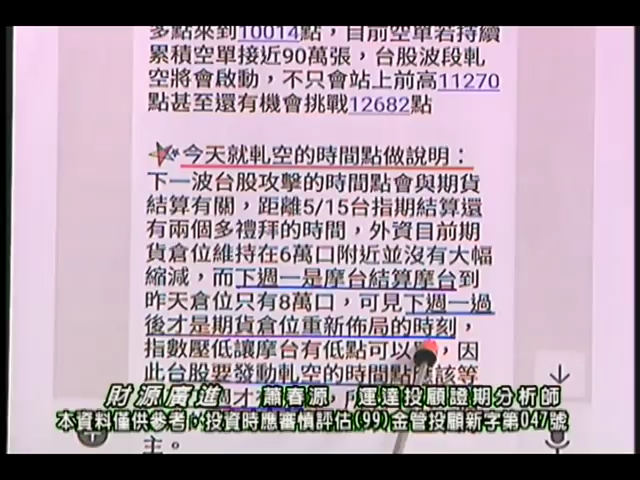 多點來到10014點，目前空單若持續
累積空單接近90萬張，台股波段軋
空將會啟動，不只會站上前高11270
點甚至還有機會挑戰12682點
今天就軋空的時間點做說明：
下一波台股攻擊的時間點會與期貨
結算有關，距離5/15台指期結算還
有兩個多禮拜的時間，外資目前期
貨倉位維持在6萬口附近並沒有大幅
縮減，而下週一是摩台結算摩台到
昨天倉位只有8萬口，可見下週一過
後才是期貨倉位重新佈局的時刻，
指數壓低讓摩台有低點可以，因
此台股要發動軋空的時間點應該等
財源廣進 蕭春源 運達投顧證期分析師
本資料僅供參考，投資時應審慎評估(99)金管投顧新字第047號
主。